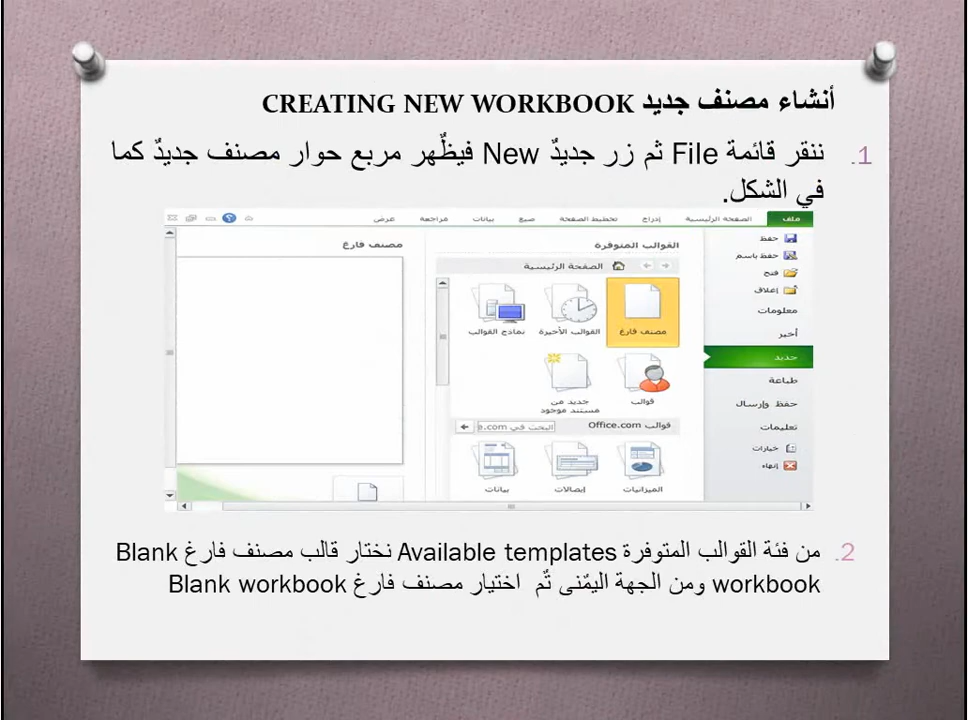 أنشاء مصنف جديد CREATING NEW WORKBOOK
1. ننقر قائمة File ثم زر جديدٌ New فيظٌهر مربع حوار مصنف جديدٌ كما
في الشكل.
ملف الصفحة الرئيسية إدراج تخطيط الصفحة صيغ بيانات مراجعة عرض
حفظ
حفظ باسم
فتح
إغلاق
معلومات
أخير
جديد
طباعة
حفظ وإرسال
تعليمات
خيارات
إنهاء
القوالب المتوفرة
الصفحة الرئيسية
مصنف فارغ القوالب الأخيرة نماذج القوالب
قوالب جديد من
مستند موجود
قوالب Office.com البحث في e.com
الميزانيات إيصالات بيانات
مصنف فارغ
2. من فئة القوالب المتوفرة Available templates نختار قالب مصنف فارغ Blank
workbook ومن الجهة اليمٌنى تٌم اختيار مصنف فارغ Blank workbook